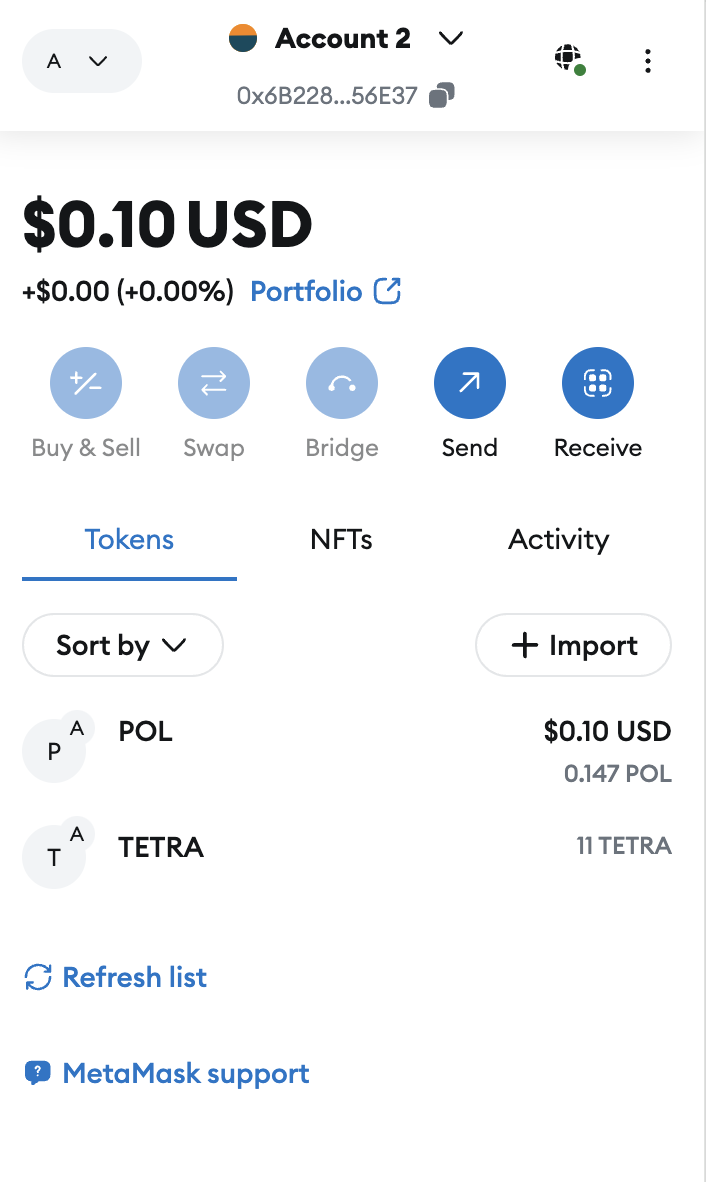 A
Account 2
0x6B228...56E37
$0.10 USD
+$0.00 (+0.00%) Portfolio
Buy & Sell Swap Bridge Send Receive
Tokens NFTs Activity
Sort by + Import
P A POL $0.10 USD
0.147 POL
T A TETRA 11 TETRA
Refresh list
? MetaMask support